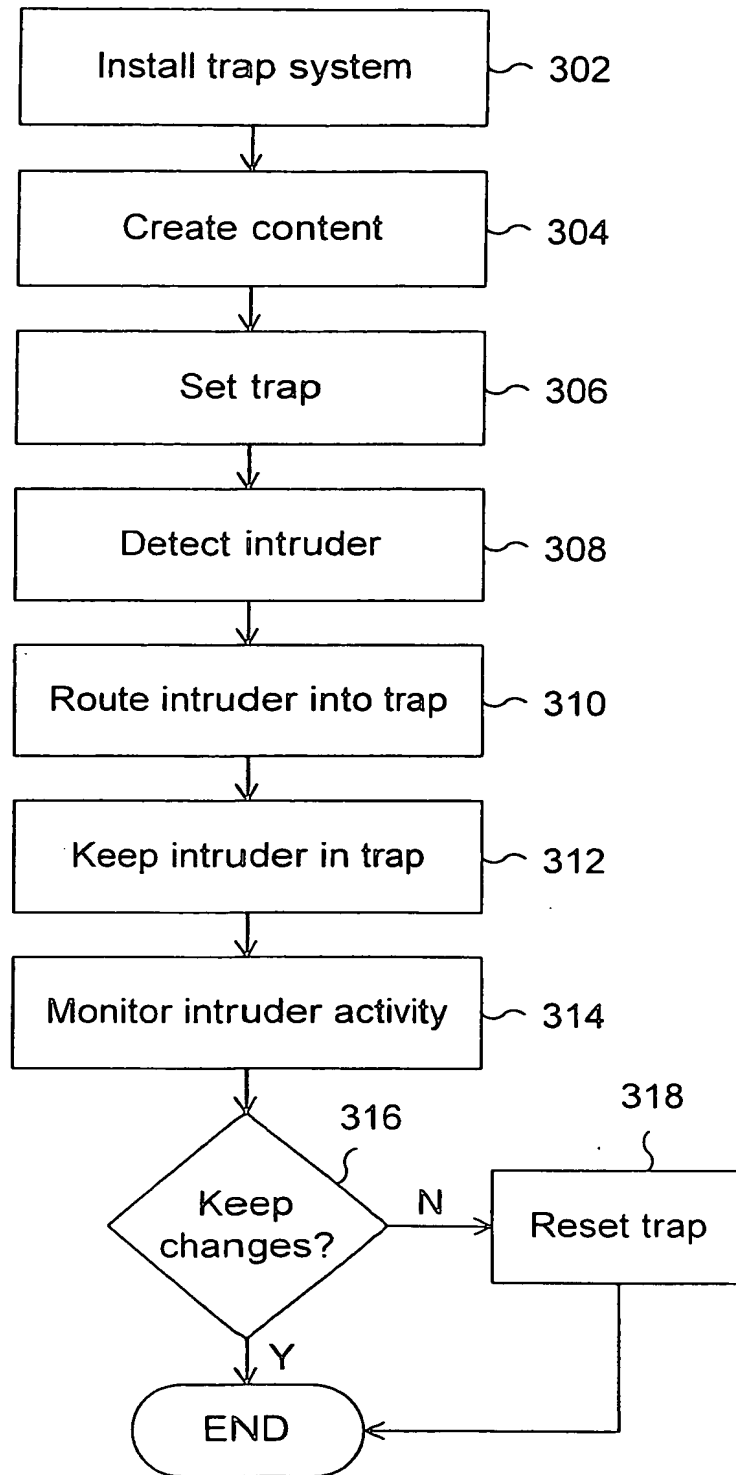 Install trap system
302
Create content
304
Set trap
306
Detect intruder
308
Route intruder into trap
310
Keep intruder in trap
312
Monitor intruder activity
314
316
318
Keep
changes?
N
Reset trap
Y
END